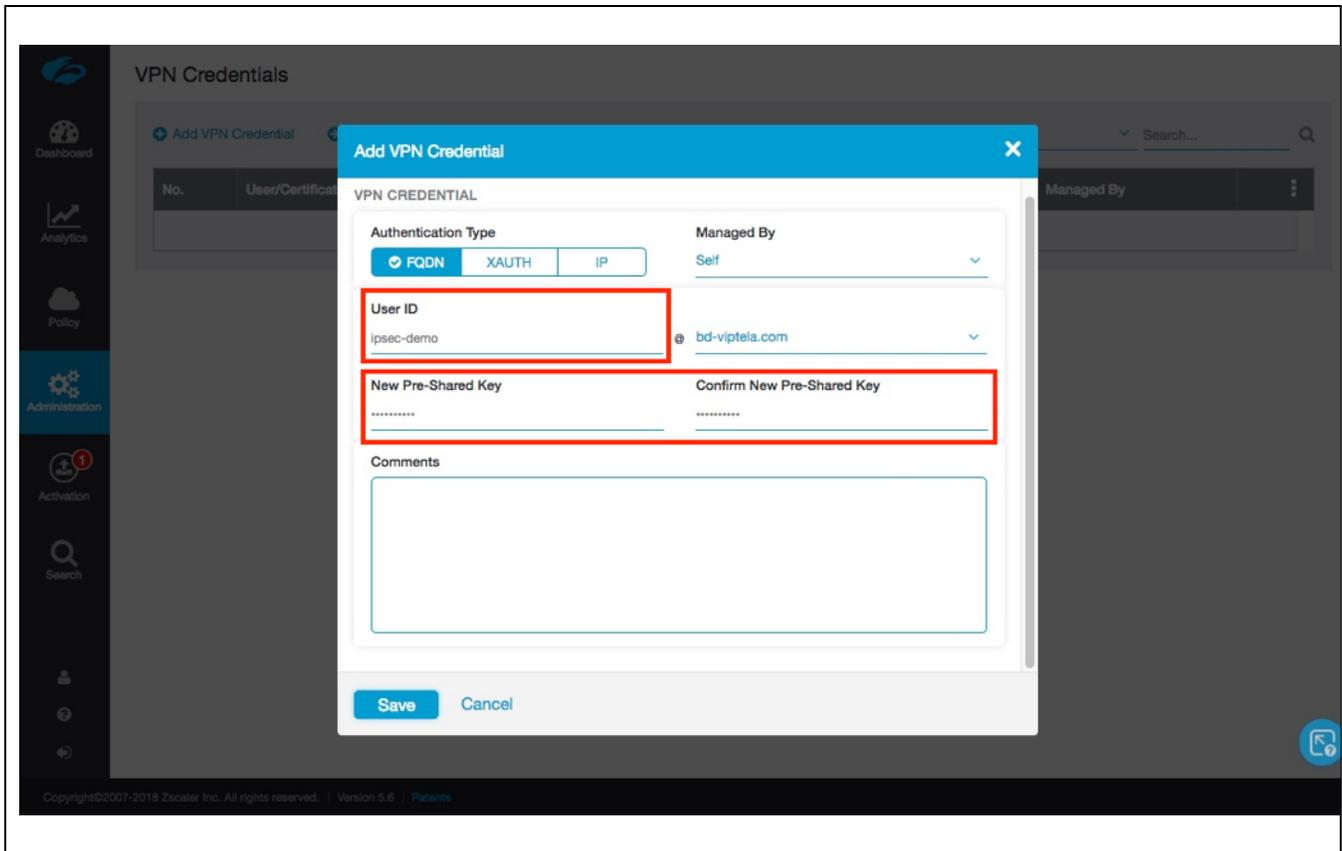 VPN Credentials
Dashboard
Add VPN Credential
Search...
Add VPN Credential
No.
User/Certificat
Managed By
VPN CREDENTIAL
Analytics
Authentication Type
Managed By
FQDN
XAUTH
IP
Self
Policy
User ID
ipsec-demo
@
bd-viptela.com
Administration
New Pre-Shared Key
Confirm New Pre-Shared Key
••••••••••
••••••••••
1
Activation
Comments
Search
Save
Cancel
Copyright©2007-2018 Zscaler Inc. All rights reserved. | Version 5.6 | Patents